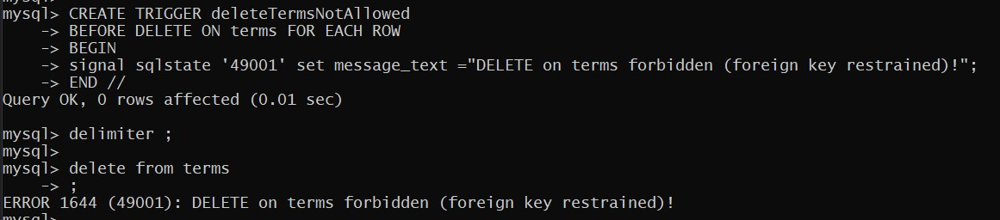 mysql>
mysql> CREATE TRIGGER deleteTermsNotAllowed
    -> BEFORE DELETE ON terms FOR EACH ROW
    -> BEGIN
    -> signal sqlstate '49001' set message_text ="DELETE on terms forbidden (foreign key restrained)!";
    -> END //
Query OK, 0 rows affected (0.01 sec)
mysql> delimiter ;
mysql>
mysql> delete from terms
    -> ;
ERROR 1644 (49001): DELETE on terms forbidden (foreign key restrained)!
mysql>